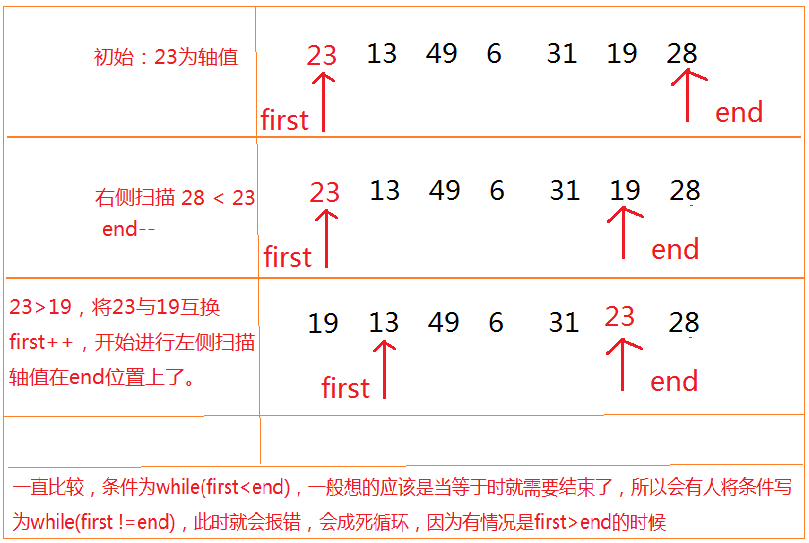 初始：23为轴值
23 13 49 6 31 19 28
first end
右侧扫描 28 < 23
end--
23 13 49 6 31 19 28
first end
23>19，将23与19互换
first++，开始进行左侧扫描
轴值在end位置上了。
19 13 49 6 31 23 28
first end
一直比较，条件为while(first<end)，一般想的应该是当等于时就需要结束了，所以会有人将条件写
为while(first !=end)，此时就会报错，会成死循环，因为有情况是first>end的时候